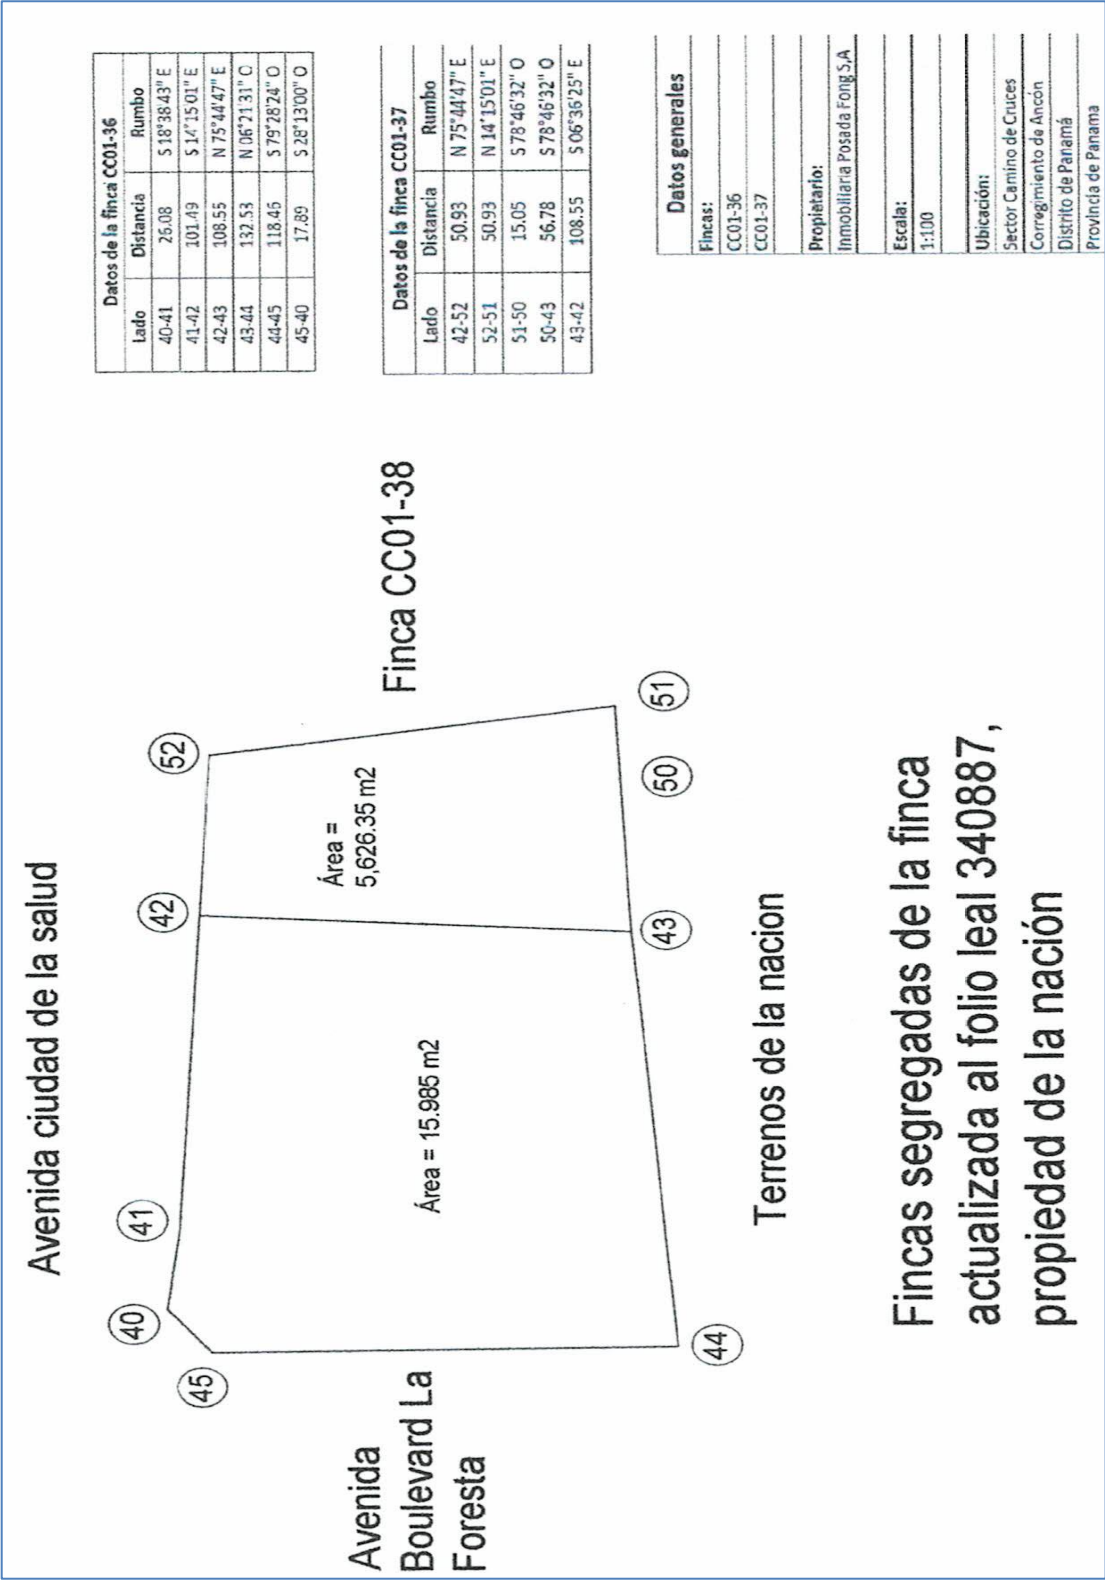 Avenida ciudad de la salud
40
41
42
52
45
44
43
50
51
Avenida
Boulevard La
Foresta
Área = 15.985 m2
Área =
5,626.35 m2
Finca CC01-38
Terrenos de la nacion
Fincas segregadas de la finca
actualizada al folio leal 340887,
propiedad de la nación
Datos de la finca CC01-36
Lado Distancia Rumbo
40-41 26.08 S 18°38'43" E
41-42 101.49 S 14°15'01" E
42-43 108.55 N 75°44'47" E
43-44 132.53 N 06°21'31" O
44-45 118.46 S 79°28'24" O
45-40 17.89 S 28°13'00" O
Datos de la finca CC01-37
Lado Distancia Rumbo
42-52 50.93 N 75°44'47" E
52-51 50.93 N 14°15'01" E
51-50 15.05 S 78°46'32" O
50-43 56.78 S 78°46'32" O
43-42 108.55 S 06°36'25" E
Datos generales
Fincas:
CC01-36
CC01-37
Propietario:
Inmobiliaria Posada Fong S,A
Escala:
1:100
Ubicación:
Sector Camino de Cruces
Corregimiento de Ancón
Distrito de Panamá
Provincia de Panama